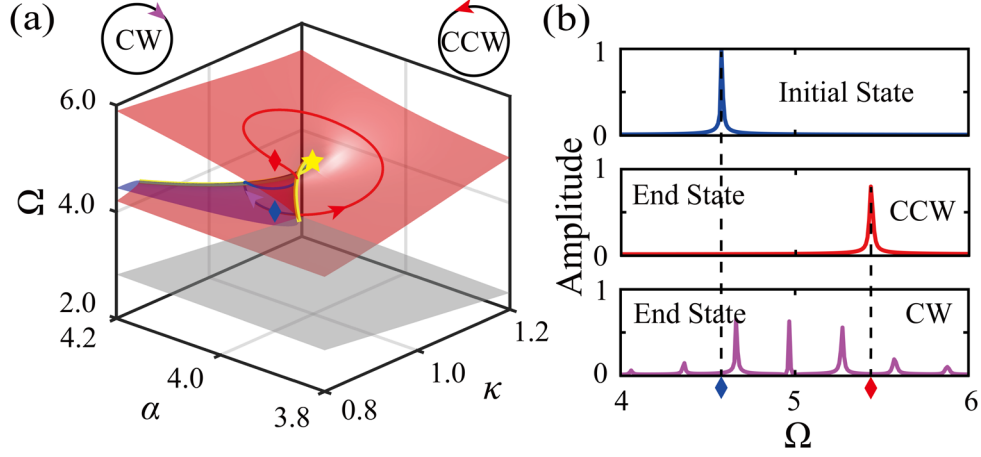 (a)
CW
CCW
6.0
4.0
2.0
Ω
4.2
4.0
3.8
α
0.8
1.0
1.2
κ
(b)
Amplitude
1
0
Initial State
1
0
End State
CCW
1
0
End State
CW
4
5
6
Ω